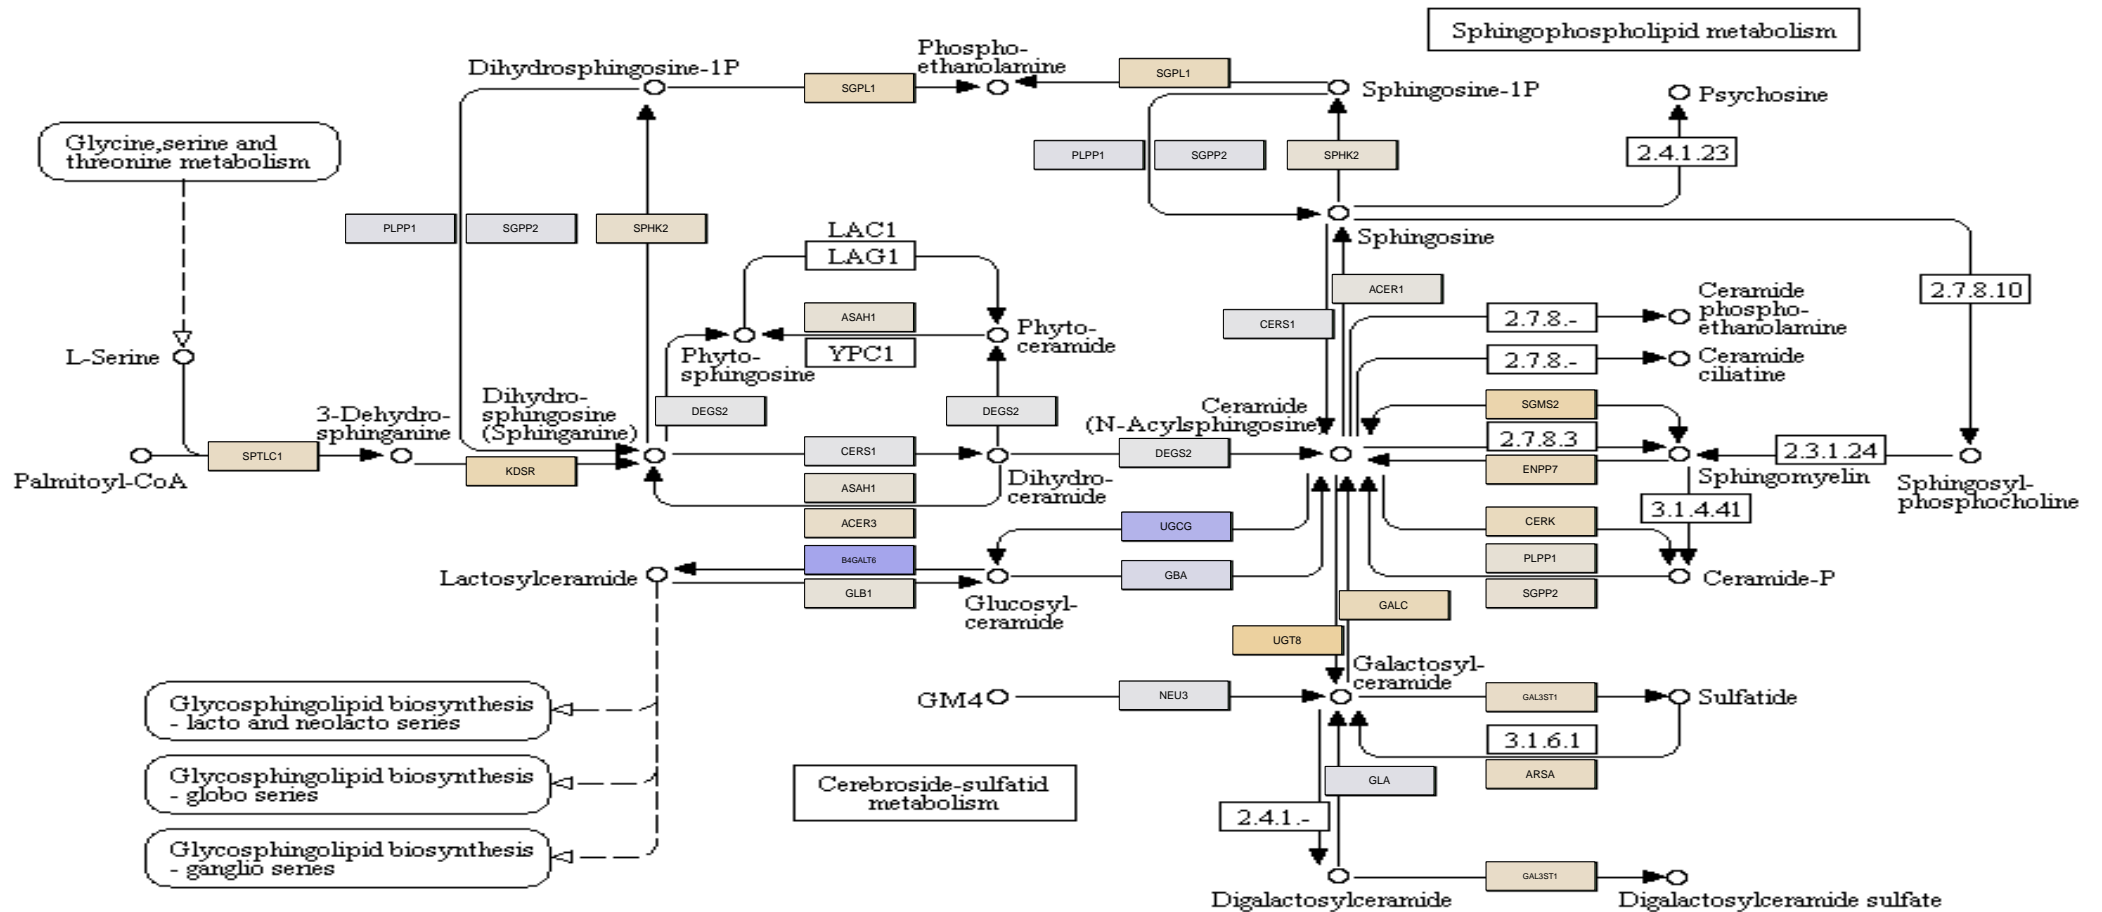 Sphingophospholipid metabolism
Dihydrosphingosine-1P
SGPL1
Phospho-
ethanolamine
SGPL1
Sphingosine-1P
Psychosine
Glycine,serine and
threonine metabolism
PLPP1
SGPP2
SPHK2
2.4.1.23
PLPP1
SGPP2
SPHK2
LAC1
LAG1
Sphingosine
ACER1
2.7.8.10
ASAH1
YPC1
CERS1
2.7.8.-
Ceramide
phospho-
ethanolamine
L-Serine
Phyto-
sphingosine
Phyto-
ceramide
2.7.8.-
Ceramide
ciliatine
3-Dehydro-
sphinganine
Dihydro-
sphingosine
(Sphinganine)
DEGS2
DEGS2
Ceramide
(N-Acylsphingosine)
SGMS2
2.7.8.3
2.3.1.24
Palmitoyl-CoA
SPTLC1
KDSR
CERS1
DEGS2
ENPP7
Sphingomyelin
Sphingosyl-
phosphocholine
ASAH1
Dihydro-
ceramide
3.1.4.41
ACER3
UGCG
CERK
B4GALT6
PLPP1
Lactosylceramide
GBA
Ceramide-P
GLB1
Glucosyl-
ceramide
SGPP2
GALC
UGT8
Galactosyl-
ceramide
GM4
NEU3
GAL3ST1
Sulfatide
Glycosphingolipid biosynthesis
- lacto and neolacto series
3.1.6.1
ARSA
Glycosphingolipid biosynthesis
- globo series
Cerebroside-sulfatid
metabolism
GLA
2.4.1.-
Glycosphingolipid biosynthesis
- ganglio series
GAL3ST1
Digalactosylceramide
Digalactosylceramide sulfate